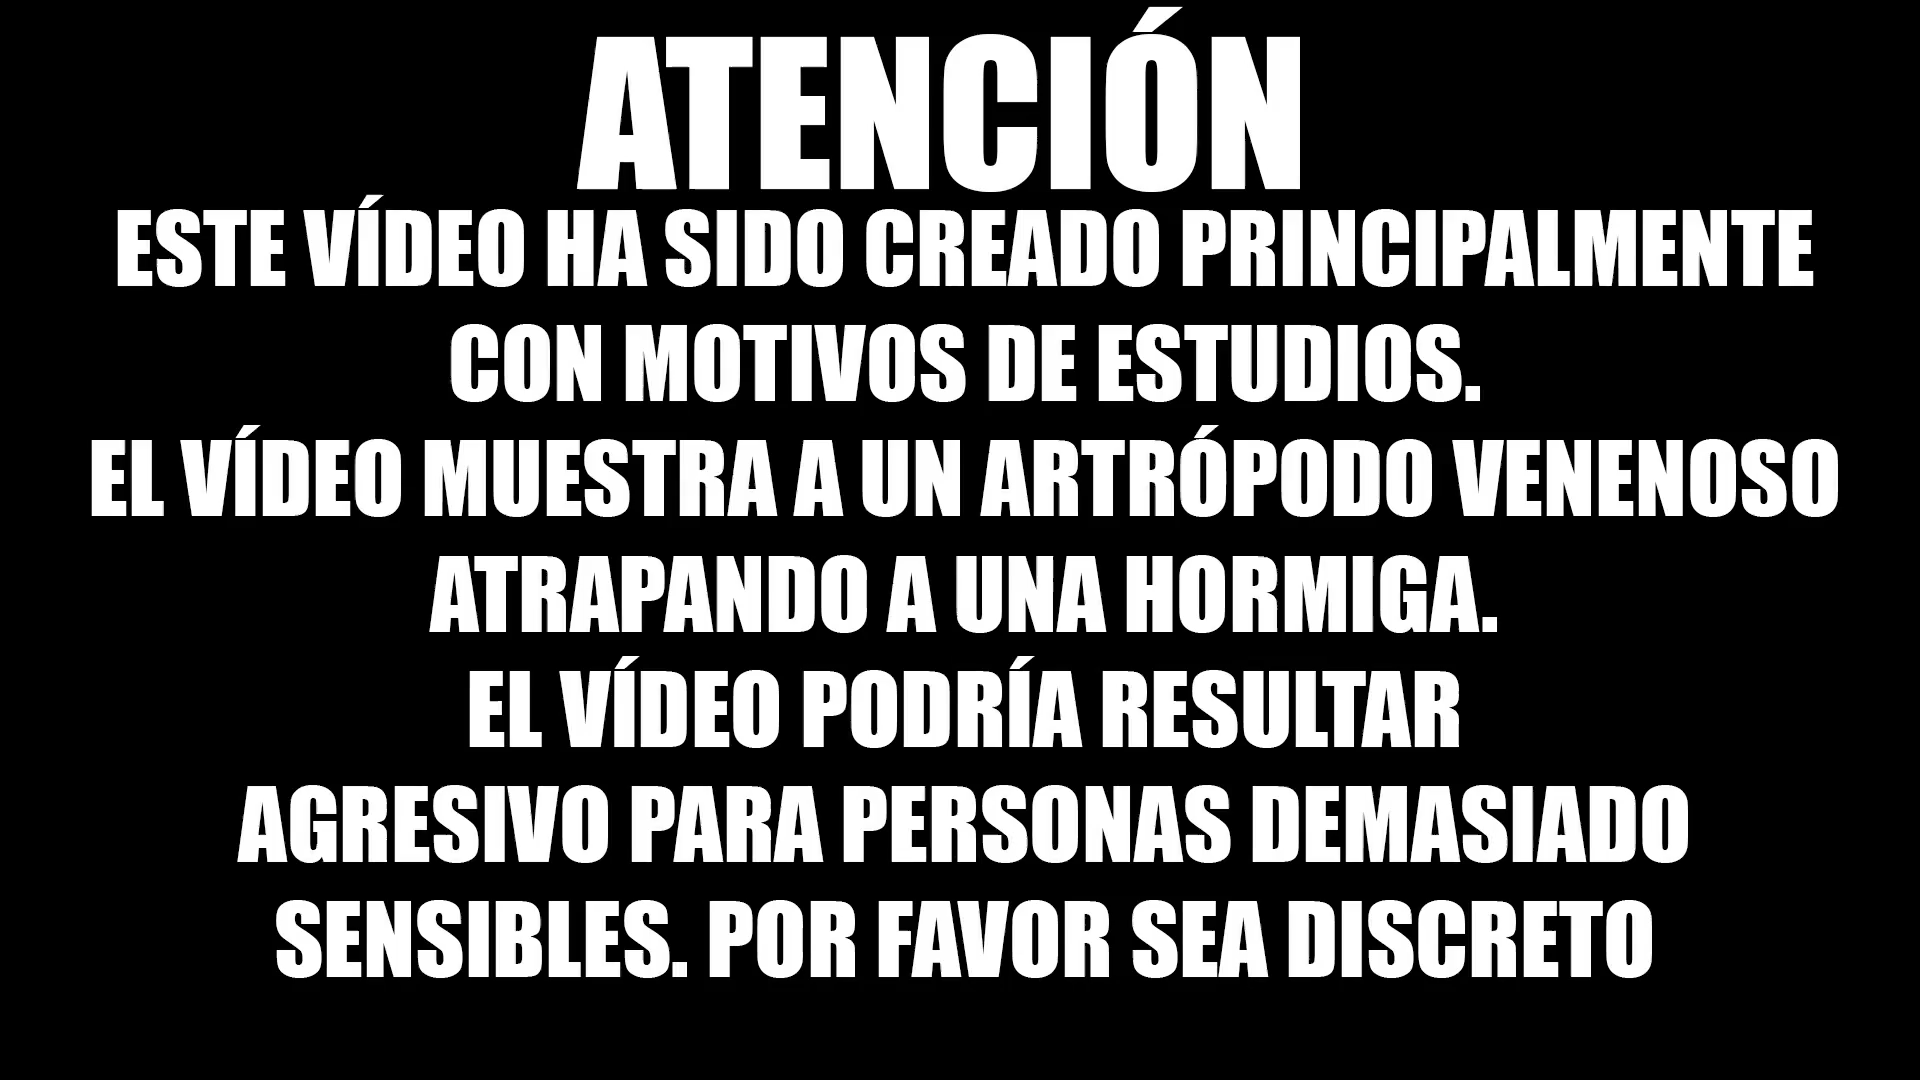 ATENCIÓN
ESTE VÍDEO HA SIDO CREADO PRINCIPALMENTE
CON MOTIVOS DE ESTUDIOS.
EL VÍDEO MUESTRA A UN ARTRÓPODO VENENOSO
ATRAPANDO A UNA HORMIGA.
EL VÍDEO PODRÍA RESULTAR
AGRESIVO PARA PERSONAS DEMASIADO
SENSIBLES. POR FAVOR SEA DISCRETO